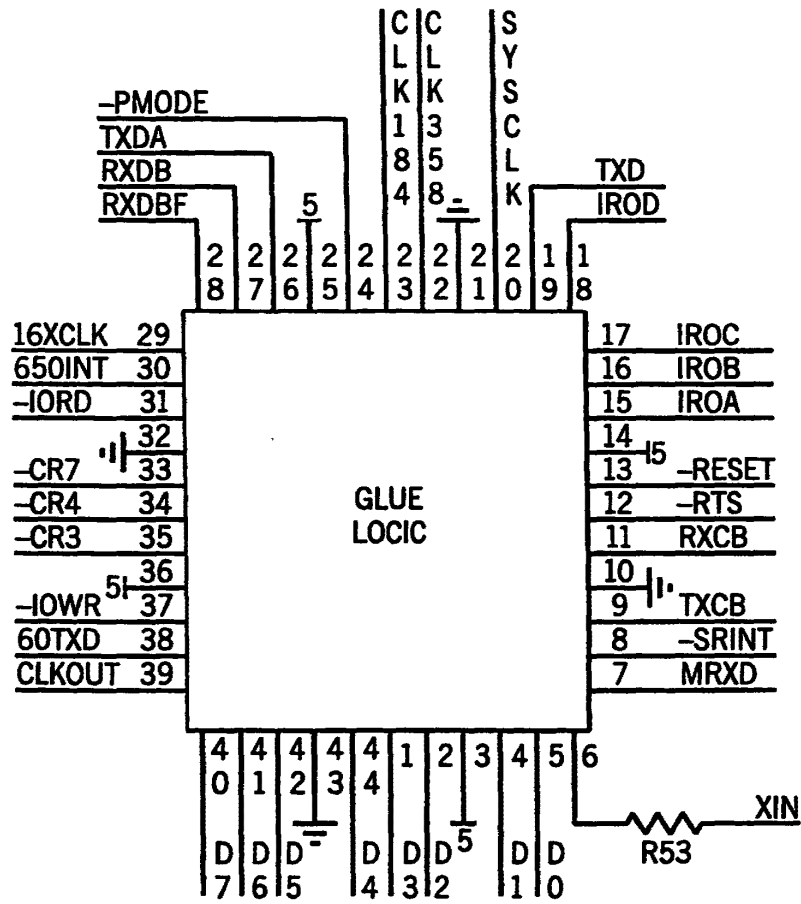 CLK184
CLK358
SYSCLK
–PMODE
TXDA
RXDB
RXDBF
5
TXD
IROD
28 27 26 25 24 23 22 21 20 19 18
16XCLK 29
650INT 30
–IORD 31
32
–CR7 33
–CR4 34
–CR3 35
36
5
–IOWR 37
60TXD 38
CLKOUT 39
GLUE
LOCIC
17 IROC
16 IROB
15 IROA
14
5
13 –RESET
12 –RTS
11 RXCB
10
9 TXCB
8 –SRINT
7 MRXD
40 41 42 43 44 1 2 3 4 5 6
5
XIN
R53
D7 D6 D5 D4 D3 D2 D1 D0